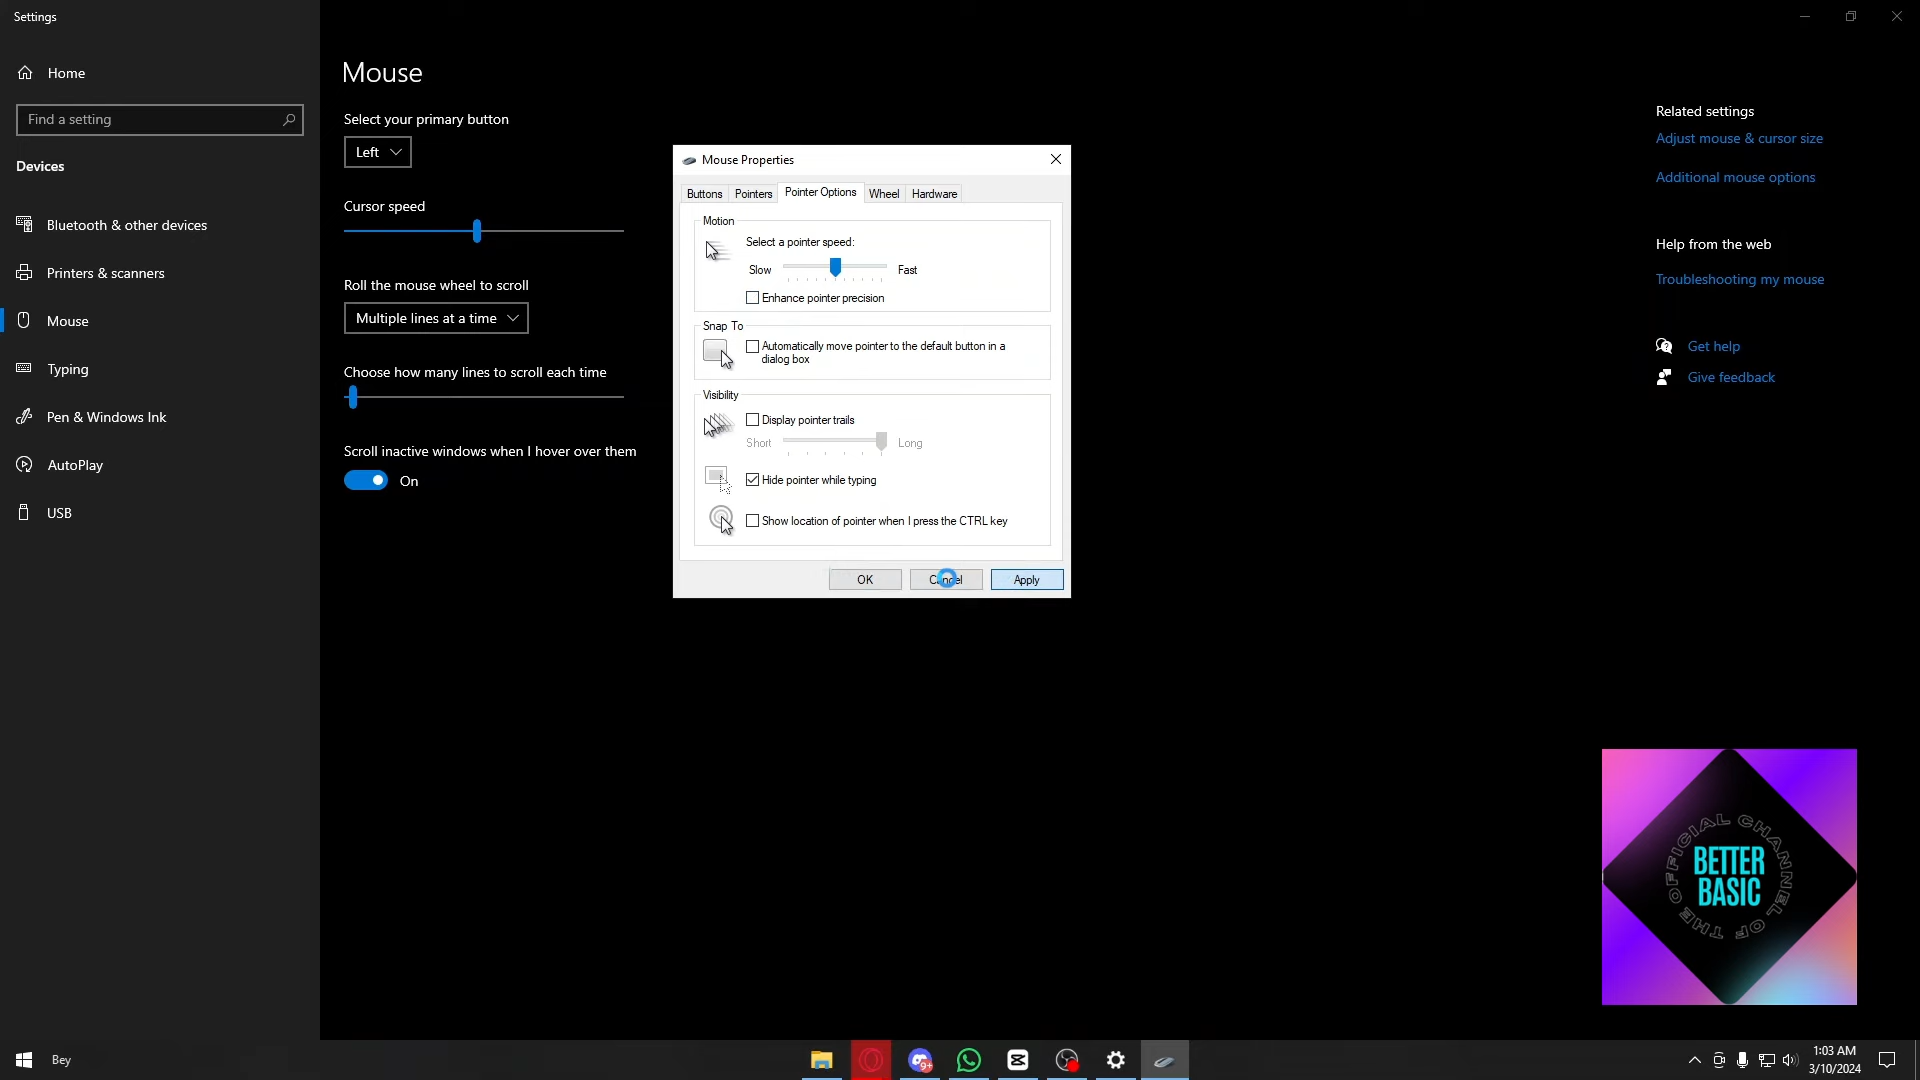 Settings
Home
Find a setting
Devices
Bluetooth & other devices
Printers & scanners
Mouse
Typing
Pen & Windows Ink
AutoPlay
USB
Mouse
Select your primary button
Left
Cursor speed
Roll the mouse wheel to scroll
Multiple lines at a time
Choose how many lines to scroll each time
Scroll inactive windows when I hover over them
On
Mouse Properties
Buttons Pointers Pointer Options Wheel Hardware
Motion
Select a pointer speed:
Slow Fast
Enhance pointer precision
Snap To
Automatically move pointer to the default button in a
dialog box
Visibility
Display pointer trails
Short Long
Hide pointer while typing
Show location of pointer when I press the CTRL key
OK Cancel Apply
Related settings
Adjust mouse & cursor size
Additional mouse options
Help from the web
Troubleshooting my mouse
Get help
Give feedback
OFFICIAL CHANNEL OF THE
BETTER
BASIC
Bey
9+
1:03 AM
3/10/2024